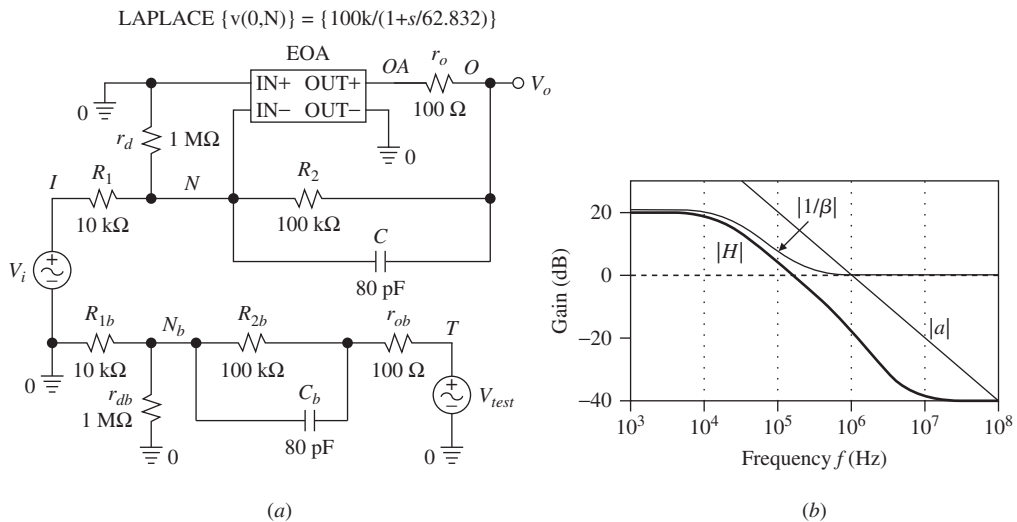 LAPLACE {v(0,N)} = {100k/(1+s/62.832)}
EOA
IN+ OUT+
IN− OUT−
OA
r_o
O
V_o
100 Ω
0
0
r_d
1 MΩ
I
R_1
N
R_2
10 kΩ
100 kΩ
C
80 pF
V_i
R_1b
N_b
R_2b
r_ob
T
0
10 kΩ
100 kΩ
100 Ω
r_db
1 MΩ
C_b
80 pF
V_test
0
0
(a)
Gain (dB)
20
0
−20
−40
|1/β|
|H|
|a|
10^3 10^4 10^5 10^6 10^7 10^8
Frequency f (Hz)
(b)